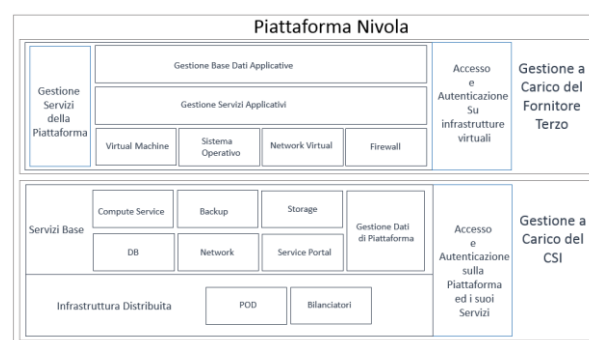 Piattaforma Nivola
Gestione
Servizi
della
Piattaforma
Gestione Base Dati Applicative
Gestione Servizi Applicativi
Virtual Machine
Sistema
Operativo
Network Virtual
Firewall
Accesso
e
Autenticazione
Su
infrastrutture
virtuali
Gestione a
Carico del
Fornitore
Terzo
Servizi Base
Compute Service
Backup
Storage
DB
Network
Service Portal
Gestione Dati
di Piattaforma
Infrastruttura Distribuita
POD
Bilanciatori
Accesso
e
Autenticazione
sulla
Piattaforma
ed i suoi
Servizi
Gestione a
Carico del
CSI